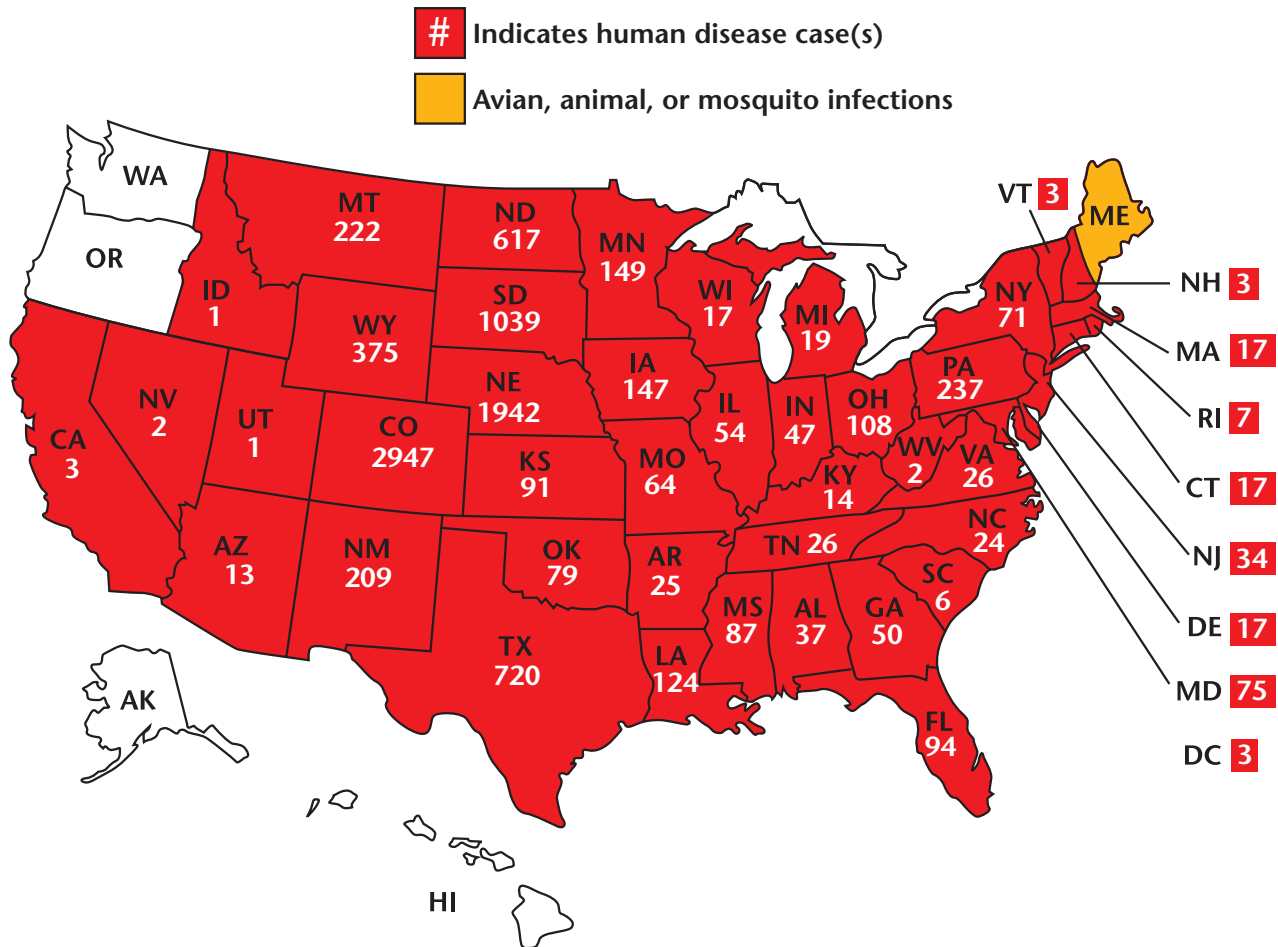 # Indicates human disease case(s)
Avian, animal, or mosquito infections
WA
OR
MT
222
ID
1
WY
375
ND
617
SD
1039
NE
1942
MN
149
WI
17
MI
19
IA
147
NV
2
UT
1
CO
2947
CA
3
KS
91
MO
64
IL
54
IN
47
OH
108
KY
14
WV
2
VA
26
PA
237
NY
71
VT 3
ME
NH 3
MA 17
RI 7
CT 17
NJ 34
DE 17
MD 75
DC 3
AZ
13
NM
209
OK
79
AR
25
TN 26
NC
24
SC
6
TX
720
LA
124
MS
87
AL
37
GA
50
FL
94
AK
HI